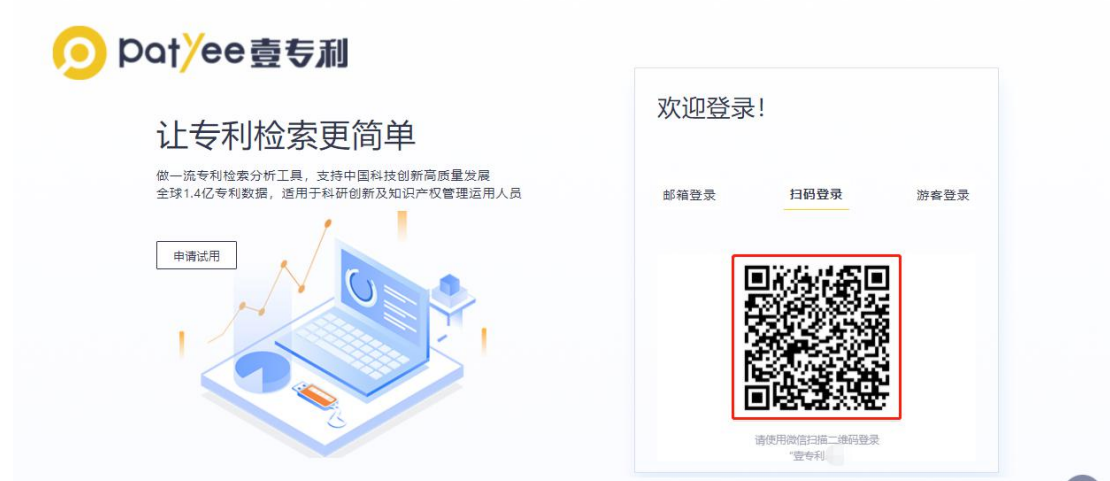 patyee壹专利
让专利检索更简单
做一流专利检索分析工具，支持中国科技创新高质量发展
全球1.4亿专利数据，适用于科研创新及知识产权管理运用人员
申请试用
欢迎登录！
邮箱登录 扫码登录 游客登录
请使用微信扫描二维码登录
“壹专利